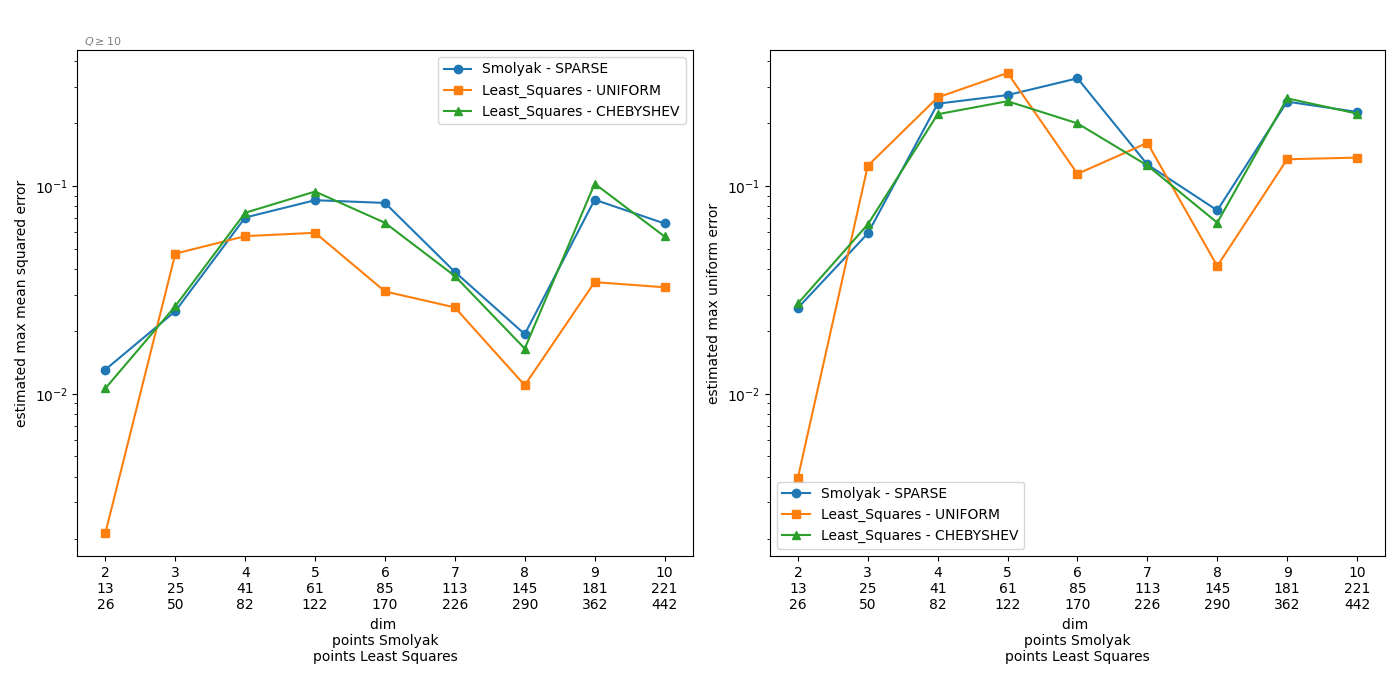 Q ≥ 10
estimated max mean squared error
10⁻¹
10⁻²
Smolyak - SPARSE
Least_Squares - UNIFORM
Least_Squares - CHEBYSHEV
2 3 4 5 6 7 8 9 10
13 25 41 61 85 113 145 181 221
26 50 82 122 170 226 290 362 442
dim
points Smolyak
points Least Squares
estimated max uniform error
10⁻¹
10⁻²
Smolyak - SPARSE
Least_Squares - UNIFORM
Least_Squares - CHEBYSHEV
2 3 4 5 6 7 8 9 10
13 25 41 61 85 113 145 181 221
26 50 82 122 170 226 290 362 442
dim
points Smolyak
points Least Squares